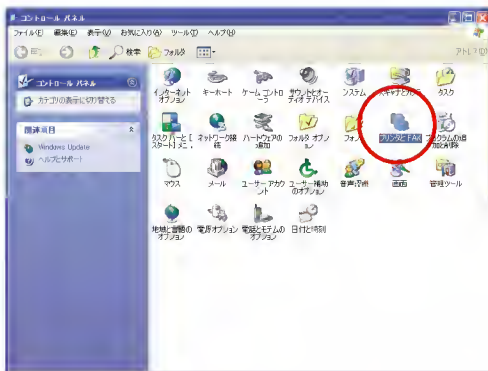 コントロール パネル
ファイル(F) 編集(E) 表示(V) お気に入り(A) ツール(T) ヘルプ(H)
検索 フォルダ
コントロール パネル
カテゴリの表示に切り替える
関連項目
Windows Update
ヘルプとサポート
インターネット オプション
キーボード
ゲーム コントローラ
サウンドとオーディオ デバイス
システム
スキャナとカメラ
タスク
タスク バーと [スタート] メニ...
ネットワーク接続
ハードウェアの追加
フォルダ オプション
フォント
プリンタと FAX
プログラムの追加と削除
マウス
メール
ユーザー アカウント
ユーザー補助のオプション
音声認識
画面
管理ツール
地域と言語のオプション
電源オプション
電話とモデムのオプション
日付と時刻